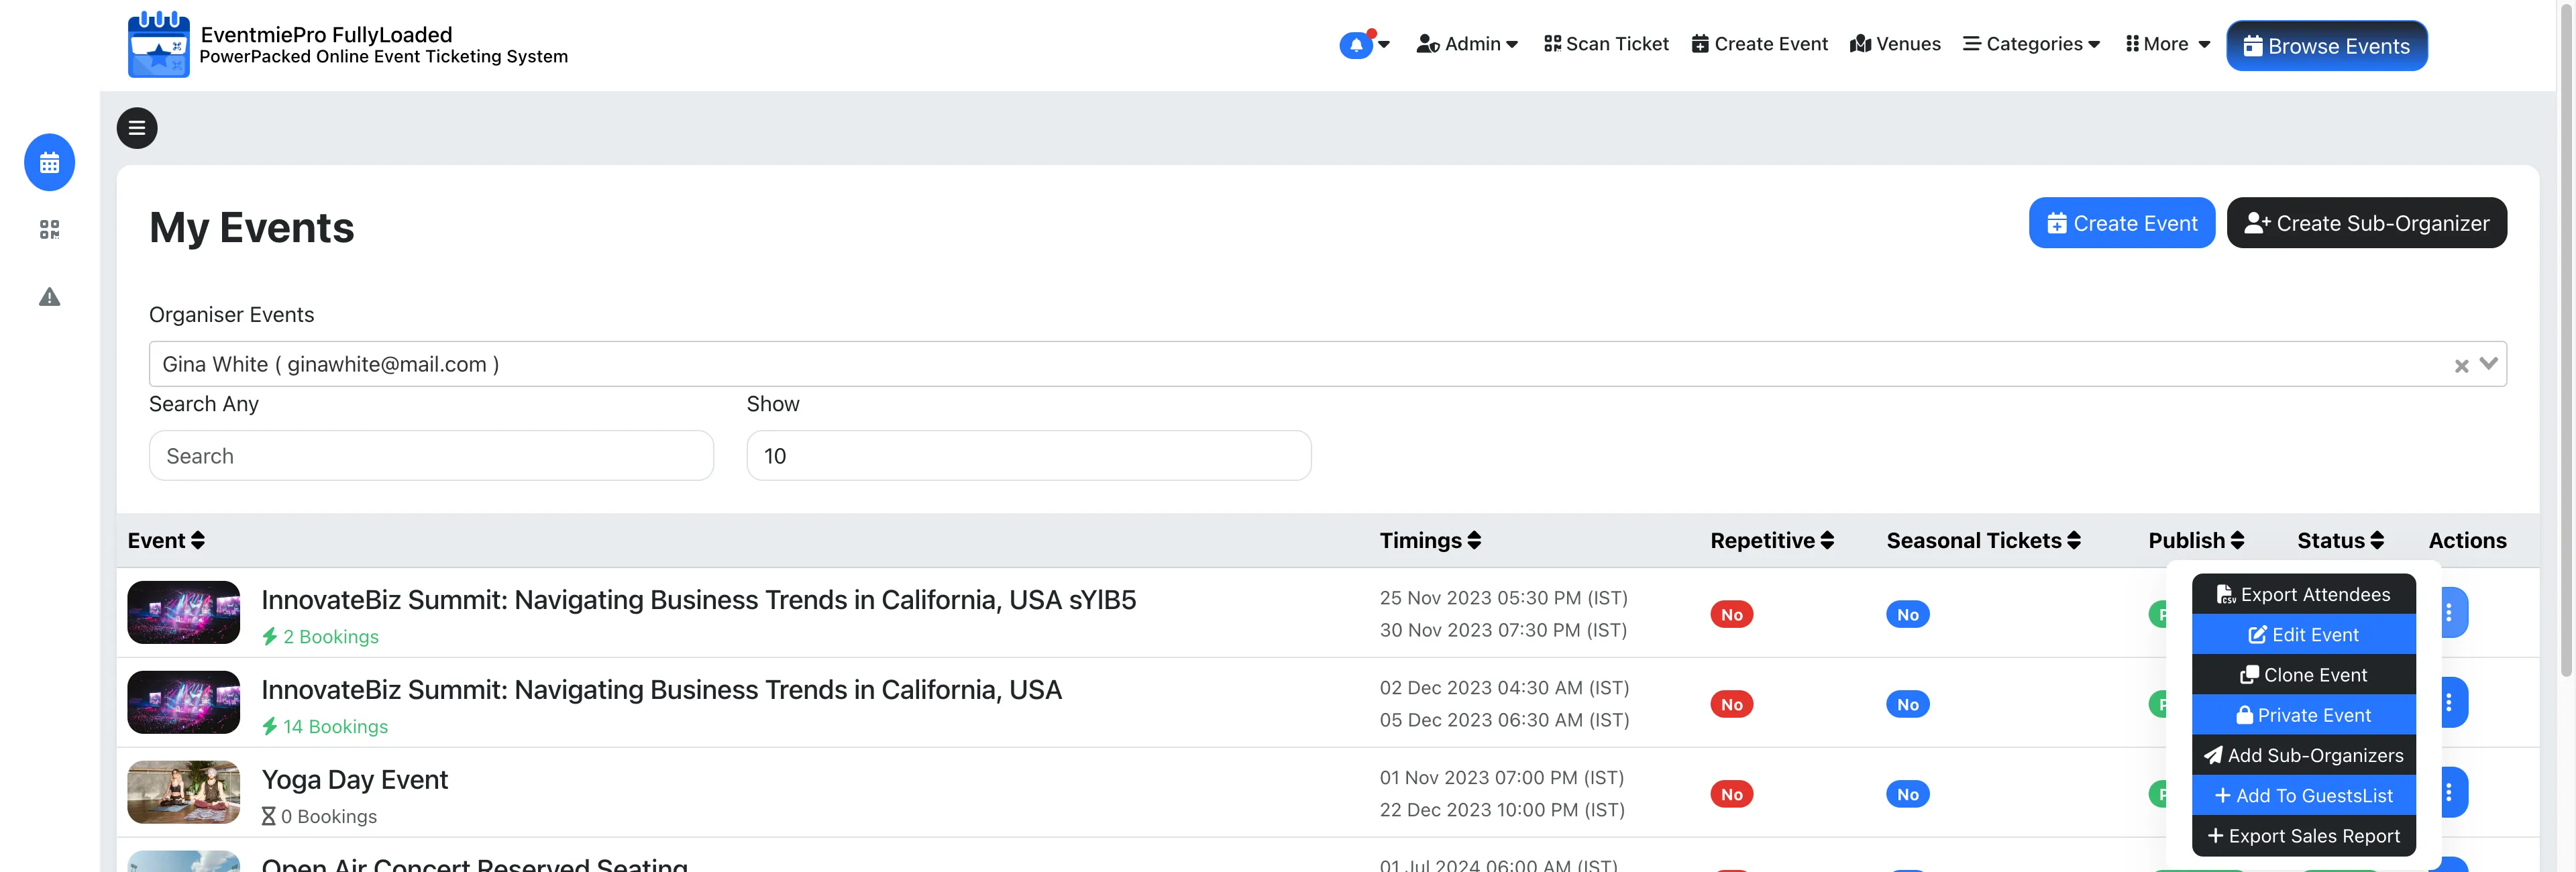 EventmiePro FullyLoaded
PowerPacked Online Event Ticketing System
Admin
Scan Ticket
Create Event
Venues
Categories
More
Browse Events
My Events
Create Event
Create Sub-Organizer
Organiser Events
Gina White ( ginawhite@mail.com )
Search Any
Show
Search
10
Event
Timings
Repetitive
Seasonal Tickets
Publish
Status
Actions
InnovateBiz Summit: Navigating Business Trends in California, USA sYlB5
2 Bookings
25 Nov 2023 05:30 PM (IST)
30 Nov 2023 07:30 PM (IST)
No
No
InnovateBiz Summit: Navigating Business Trends in California, USA
14 Bookings
02 Dec 2023 04:30 AM (IST)
05 Dec 2023 06:30 AM (IST)
No
No
Yoga Day Event
0 Bookings
01 Nov 2023 07:00 PM (IST)
22 Dec 2023 10:00 PM (IST)
No
No
Open Air Concert Reserved Seating
01 Jul 2024 06:00 AM (IST)
CSV Export Attendees
Edit Event
Clone Event
Private Event
Add Sub-Organizers
Add To GuestsList
Export Sales Report